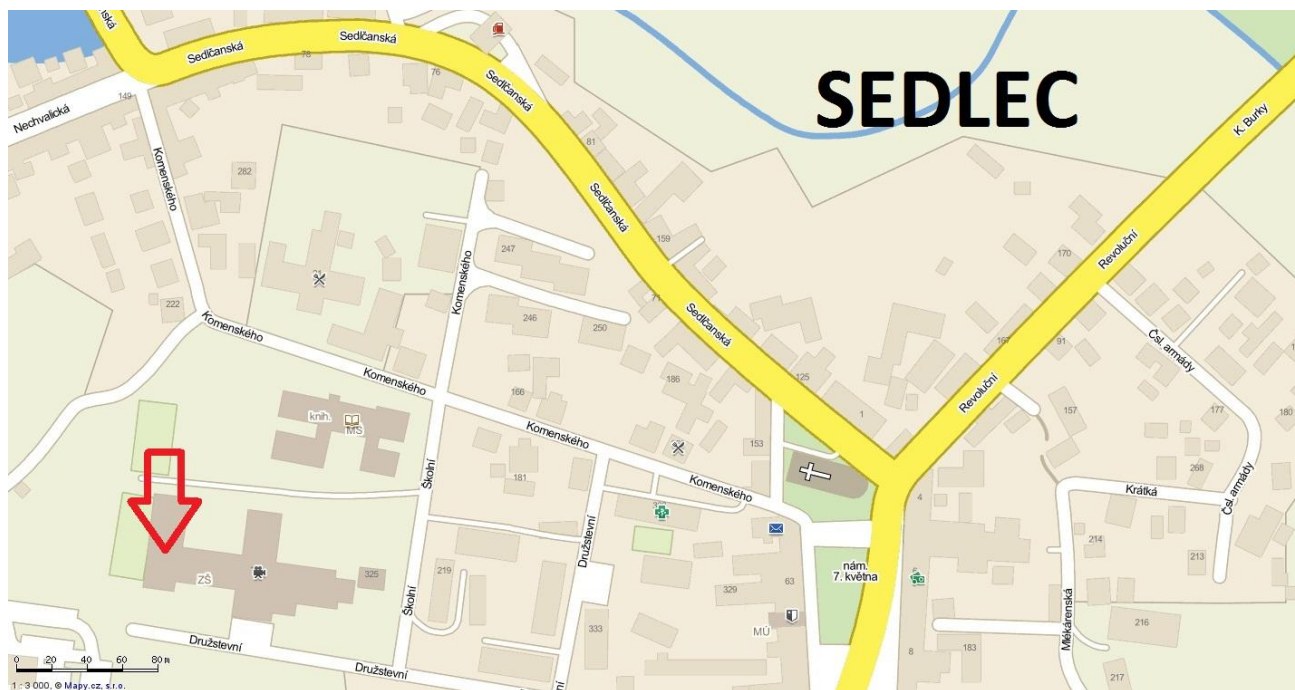 SEDLEC
Sedlčanská
Sedlčanská
78
76
149
Nechvalická
Komenského
282
Sedlčanská
81
K. Burky
Sedlčanská
159
247
Komenského
222
Komenského
246
250
71
Sedlčanská
170
Revoluční
167
91
Čsl. armády
Komenského
166
186
125
1
Revoluční
157
177
180
knih.
MŠ
Komenského
153
181
268
Školní
Komenského
Krátká
Čsl. armády
4
Družstevní
214
213
219
325
ZŠ
nám.
7. května
63
329
MÚ
333
Školní
Družstevní
Družstevní
Mlékárenská
216
8
183
217
0 20 40 60 80 m
1 : 3 000, © Mapy.cz, s.r.o.